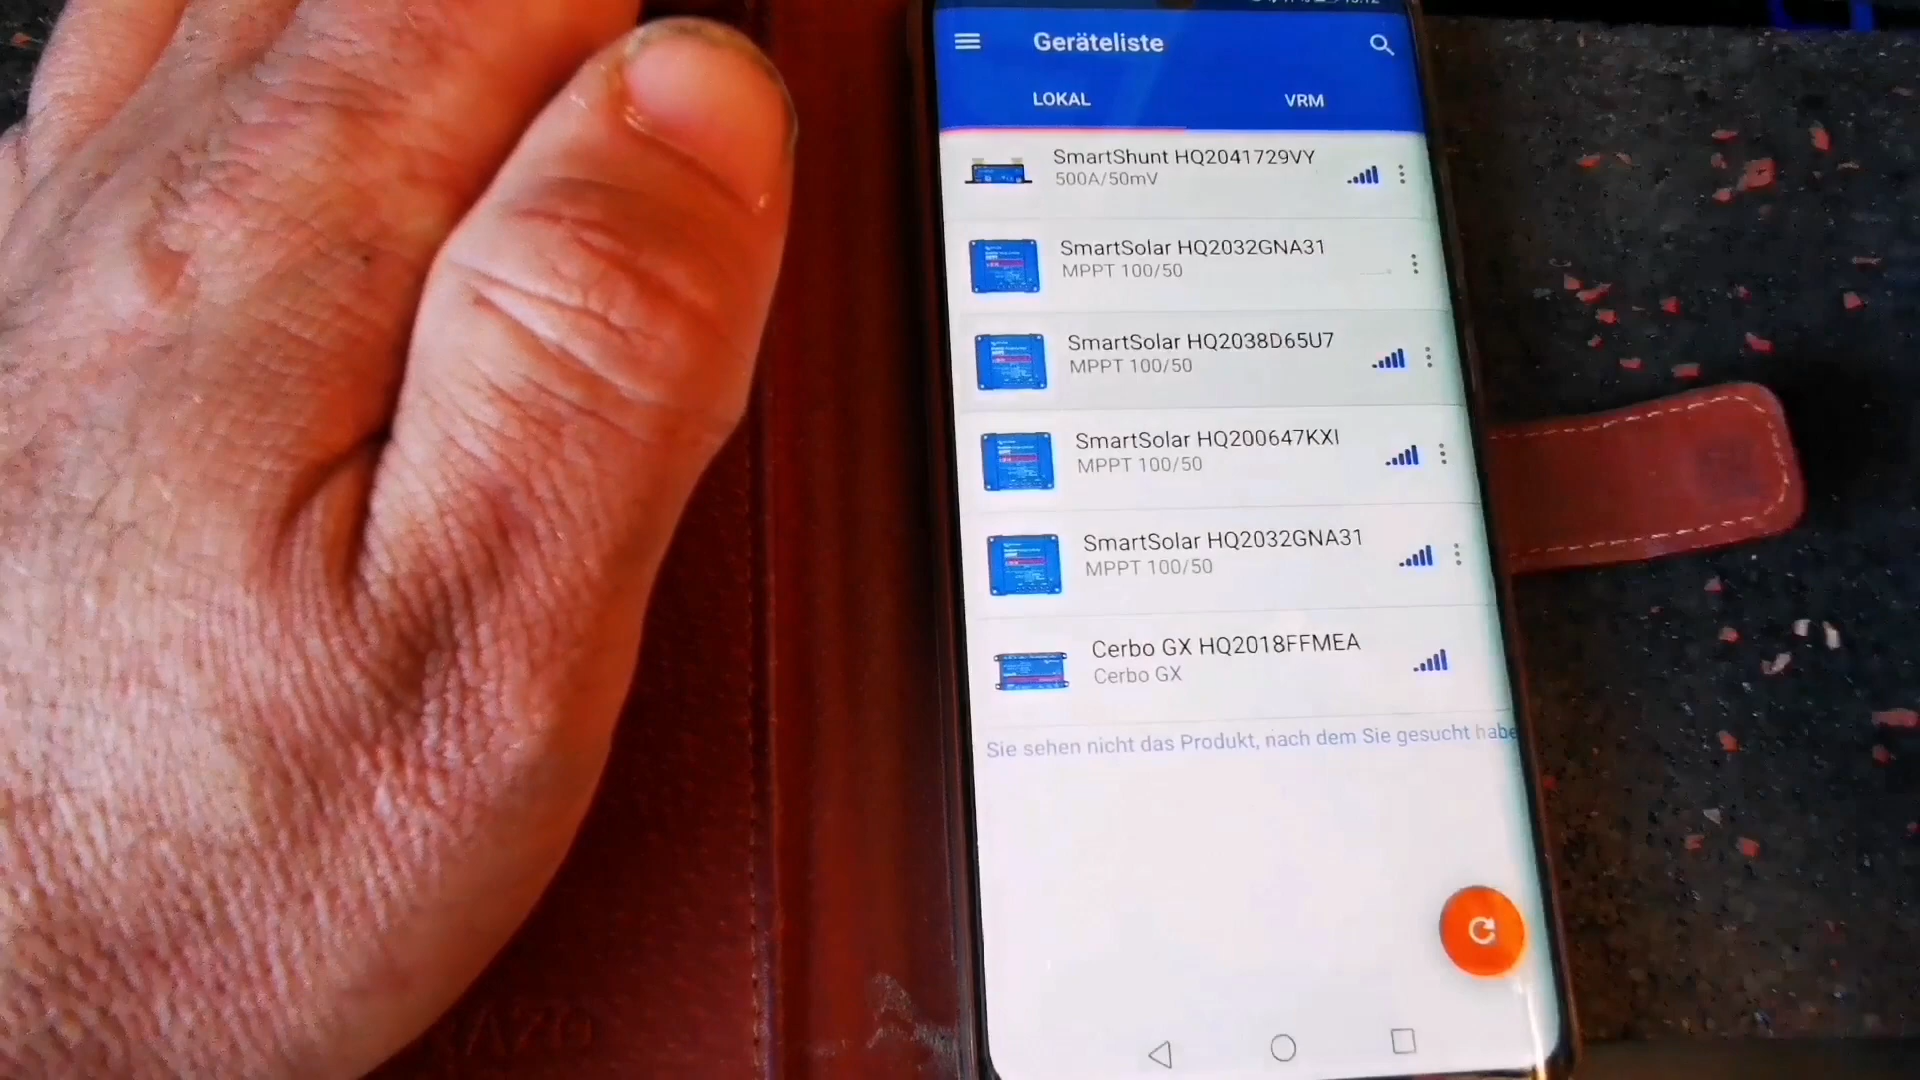 Geräteliste
LOKAL
VRM
SmartShunt HQ2041729VY
500A/50mV
SmartSolar HQ2032GNA31
MPPT 100/50
SmartSolar HQ2038D65U7
MPPT 100/50
SmartSolar HQ200647KXI
MPPT 100/50
SmartSolar HQ2032GNA31
MPPT 100/50
Cerbo GX HQ2018FFMEA
Cerbo GX
Sie sehen nicht das Produkt, nach dem Sie gesucht habe